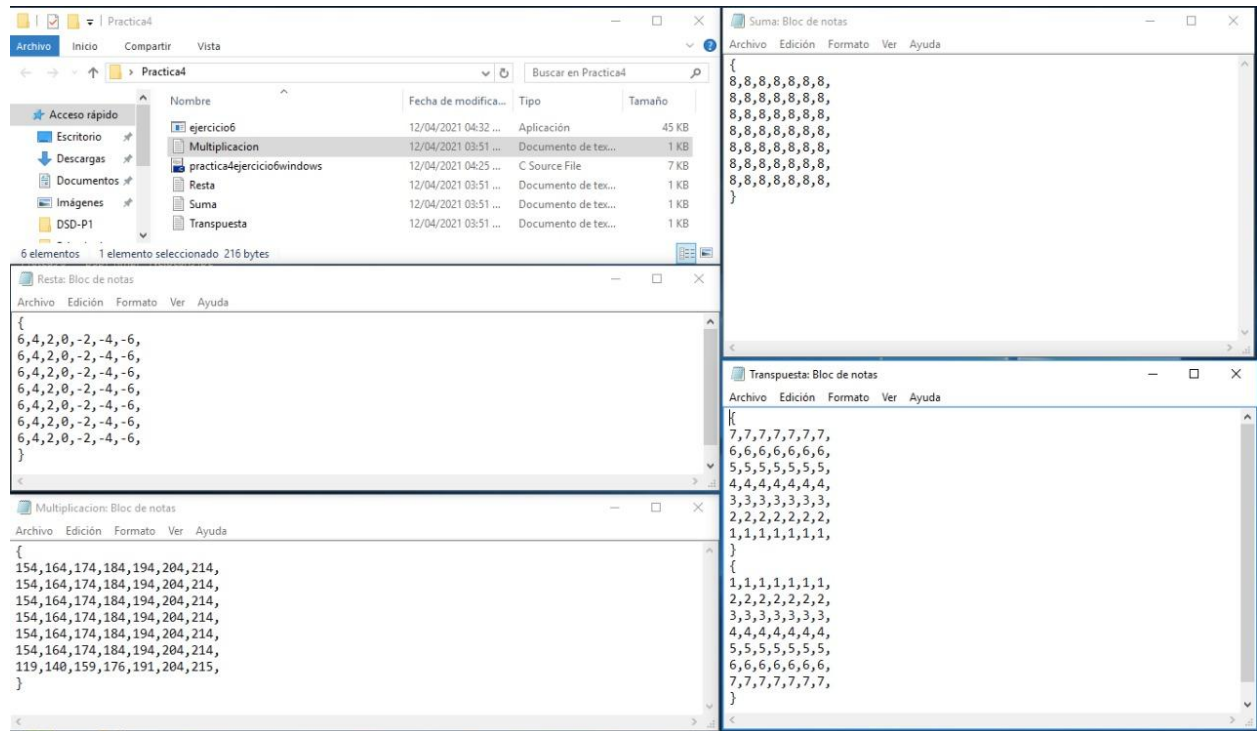 Practica4
Archivo Inicio Compartir Vista
Practica4
Buscar en Practica4
Acceso rápido
Escritorio
Descargas
Documentos
Imágenes
DSD-P1
Nombre Fecha de modifica... Tipo Tamaño
ejercicio6 12/04/2021 04:32 ... Aplicación 45 KB
Multiplicacion 12/04/2021 03:51 ... Documento de tex... 1 KB
practica4ejercicio6windows 12/04/2021 04:25 ... C Source File 7 KB
Resta 12/04/2021 03:51 ... Documento de tex... 1 KB
Suma 12/04/2021 03:51 ... Documento de tex... 1 KB
Transpuesta 12/04/2021 03:51 ... Documento de tex... 1 KB
6 elementos 1 elemento seleccionado 216 bytes
Suma: Bloc de notas
Archivo Edición Formato Ver Ayuda
{
8,8,8,8,8,8,8,
8,8,8,8,8,8,8,
8,8,8,8,8,8,8,
8,8,8,8,8,8,8,
8,8,8,8,8,8,8,
8,8,8,8,8,8,8,
8,8,8,8,8,8,8,
}
Resta: Bloc de notas
Archivo Edición Formato Ver Ayuda
{
6,4,2,0,-2,-4,-6,
6,4,2,0,-2,-4,-6,
6,4,2,0,-2,-4,-6,
6,4,2,0,-2,-4,-6,
6,4,2,0,-2,-4,-6,
6,4,2,0,-2,-4,-6,
6,4,2,0,-2,-4,-6,
}
Transpuesta: Bloc de notas
Archivo Edición Formato Ver Ayuda
{
7,7,7,7,7,7,7,
6,6,6,6,6,6,6,
5,5,5,5,5,5,5,
4,4,4,4,4,4,4,
3,3,3,3,3,3,3,
2,2,2,2,2,2,2,
1,1,1,1,1,1,1,
}
{
1,1,1,1,1,1,1,
2,2,2,2,2,2,2,
3,3,3,3,3,3,3,
4,4,4,4,4,4,4,
5,5,5,5,5,5,5,
6,6,6,6,6,6,6,
7,7,7,7,7,7,7,
}
Multiplicacion: Bloc de notas
Archivo Edición Formato Ver Ayuda
{
154,164,174,184,194,204,214,
154,164,174,184,194,204,214,
154,164,174,184,194,204,214,
154,164,174,184,194,204,214,
154,164,174,184,194,204,214,
154,164,174,184,194,204,214,
119,140,159,176,191,204,215,
}